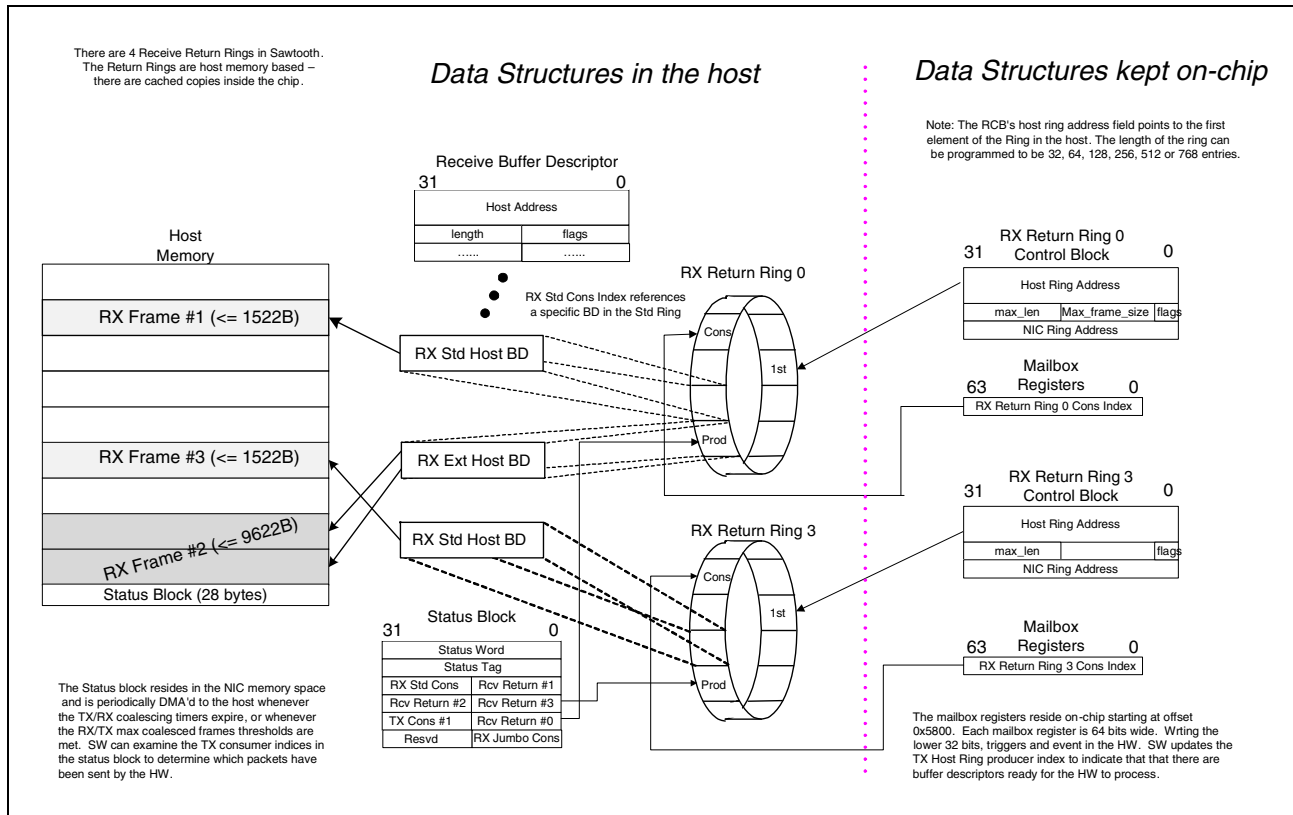 There are 4 Receive Return Rings in Sawtooth.
The Return Rings are host memory based –
there are cached copies inside the chip.
Data Structures in the host
Data Structures kept on-chip
Note: The RCB's host ring address field points to the first
element of the Ring in the host. The length of the ring can
be programmed to be 32, 64, 128, 256, 512 or 768 entries.
Receive Buffer Descriptor
31 0
Host Address
length flags
...... ......
Host
Memory
RX Frame #1 (<= 1522B)
RX Frame #3 (<= 1522B)
RX Frame #2 (<= 9622B)
Status Block (28 bytes)
RX Std Cons Index references
a specific BD in the Std Ring
RX Std Host BD
RX Ext Host BD
RX Std Host BD
RX Return Ring 0
Cons
1st
Prod
RX Return Ring 3
Cons
1st
Prod
RX Return Ring 0
Control Block
31 0
Host Ring Address
max_len Max_frame_size flags
NIC Ring Address
Mailbox
Registers
63 0
RX Return Ring 0 Cons Index
RX Return Ring 3
Control Block
31 0
Host Ring Address
max_len flags
NIC Ring Address
Mailbox
Registers
63 0
RX Return Ring 3 Cons Index
Status Block
31 0
Status Word
Status Tag
RX Std Cons Rcv Return #1
Rcv Return #2 Rcv Return #3
TX Cons #1 Rcv Return #0
Resvd RX Jumbo Cons
The Status block resides in the NIC memory space
and is periodically DMA'd to the host whenever
the TX/RX coalescing timers expire, or whenever
the RX/TX max coalesced frames thresholds are
met. SW can examine the TX consumer indices in
the status block to determine which packets have
been sent by the HW.
The mailbox registers reside on-chip starting at offset
0x5800. Each mailbox register is 64 bits wide. Wrting the
lower 32 bits, triggers and event in the HW. SW updates the
TX Host Ring producer index to indicate that that there are
buffer descriptors ready for the HW to process.